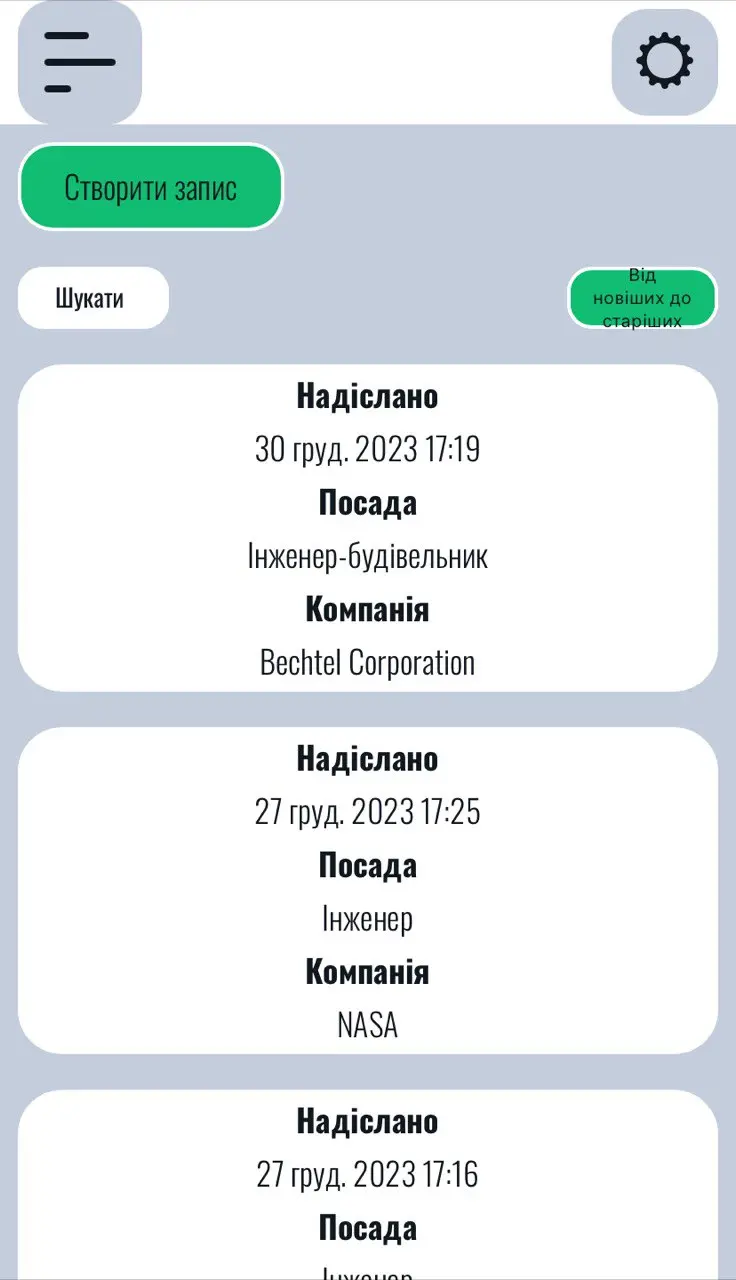 Створити запис
Шукати
Від
новіших до
старіших
Надіслано
30 груд. 2023 17:19
Посада
Інженер-будівельник
Компанія
Bechtel Corporation
Надіслано
27 груд. 2023 17:25
Посада
Інженер
Компанія
NASA
Надіслано
27 груд. 2023 17:16
Посада
Інженер